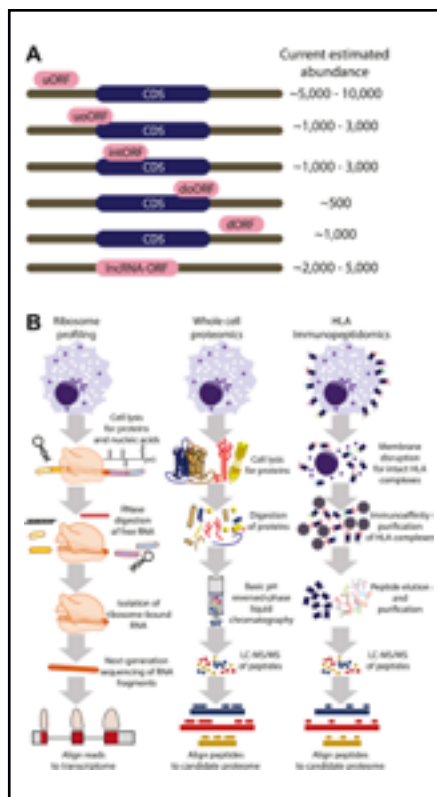 A
Current estimated
abundance
uORF
CDS
~5,000 - 10,000
uoORF
CDS
~1,000 - 3,000
intORF
CDS
~1,000 - 3,000
doORF
CDS
~500
dORF
CDS
~1,000
lncRNA-ORF
~2,000 - 5,000
B
Ribosome
profiling
Whole cell
proteomics
HLA
Immunopeptidomics
Cell lysis
for proteins
and nucleic acids
Cell lysis
for proteins
Membrane
disruption
for intact HLA
complexes
RNase
digestion
of free RNA
Digestion
of proteins
Immunoaffinity
purification
of HLA complexes
Isolation of
ribosome-bound
RNA
Basic pH
reversed-phase
liquid
chromatography
Peptide elution
and
purification
Next generation
sequencing of RNA
fragments
LC-MS/MS
of peptides
LC-MS/MS
of peptides
Align reads
to transcriptome
Align peptides
to candidate proteome
Align peptides
to candidate proteome